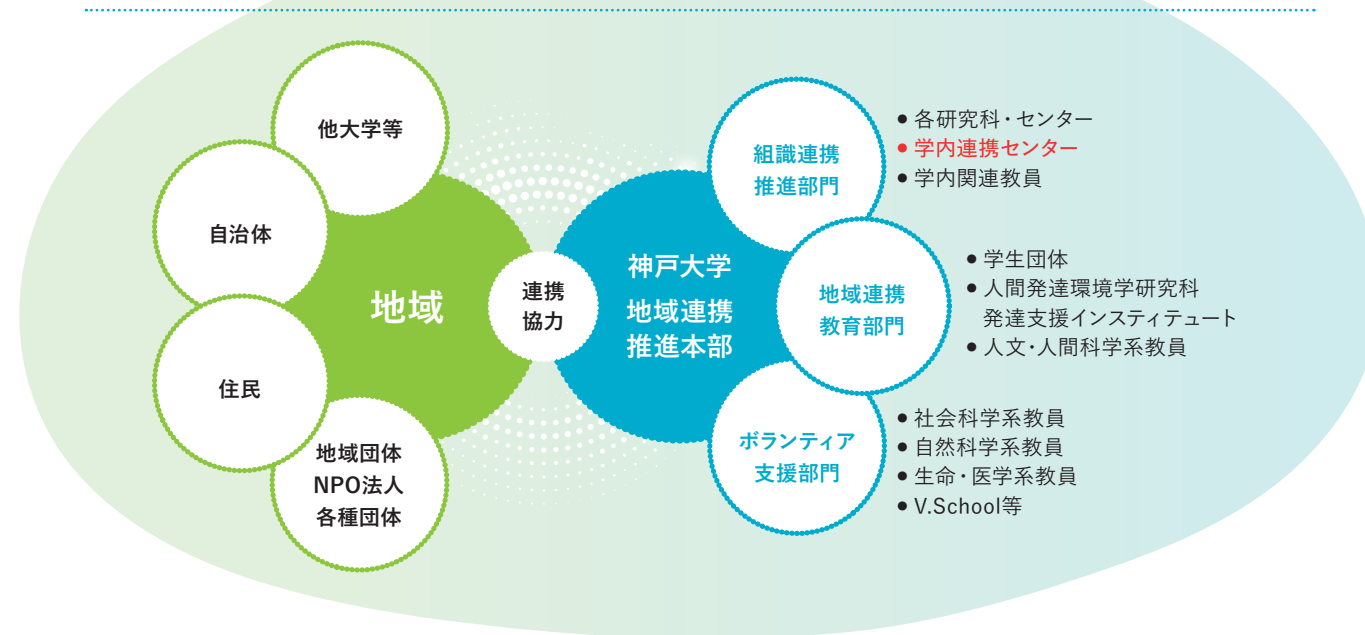 他大学等
自治体
住民
地域団体
NPO法人
各種団体
地域
連携
協力
神戸大学
地域連携
推進本部
組織連携
推進部門
● 各研究科・センター
● 学内連携センター
● 学内関連教員
地域連携
教育部門
● 学生団体
● 人間発達環境学研究科
発達支援インスティテュート
● 人文・人間科学系教員
ボランティア
支援部門
● 社会科学系教員
● 自然科学系教員
● 生命・医学系教員
● V.School等